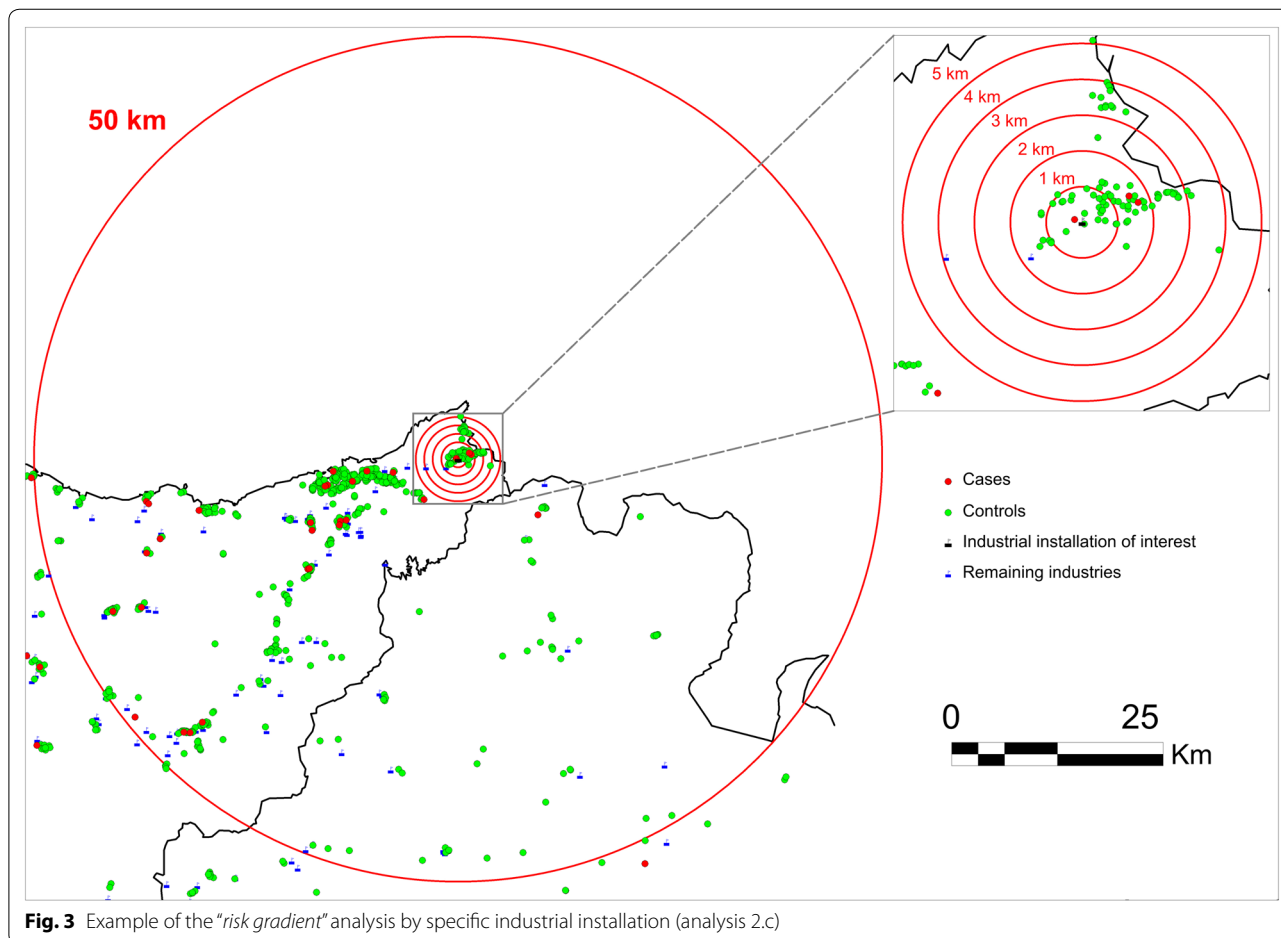 50 km
5 km
4 km
3 km
2 km
1 km
Cases
Controls
Industrial installation of interest
Remaining industries
0 25
Km
Fig. 3 Example of the "risk gradient" analysis by specific industrial installation (analysis 2.c)